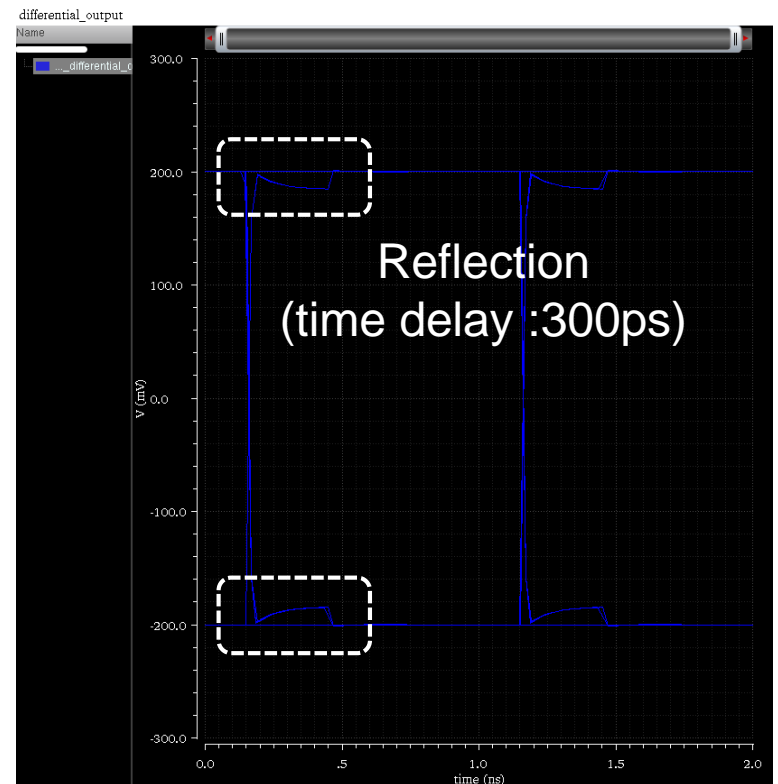 differential_output
Name
..._differential_o
300.0
200.0
100.0
0.0
-100.0
-200.0
-300.0
V (mV)
Reflection
(time delay :300ps)
0.0 .5 1.0 1.5 2.0
time (ns)